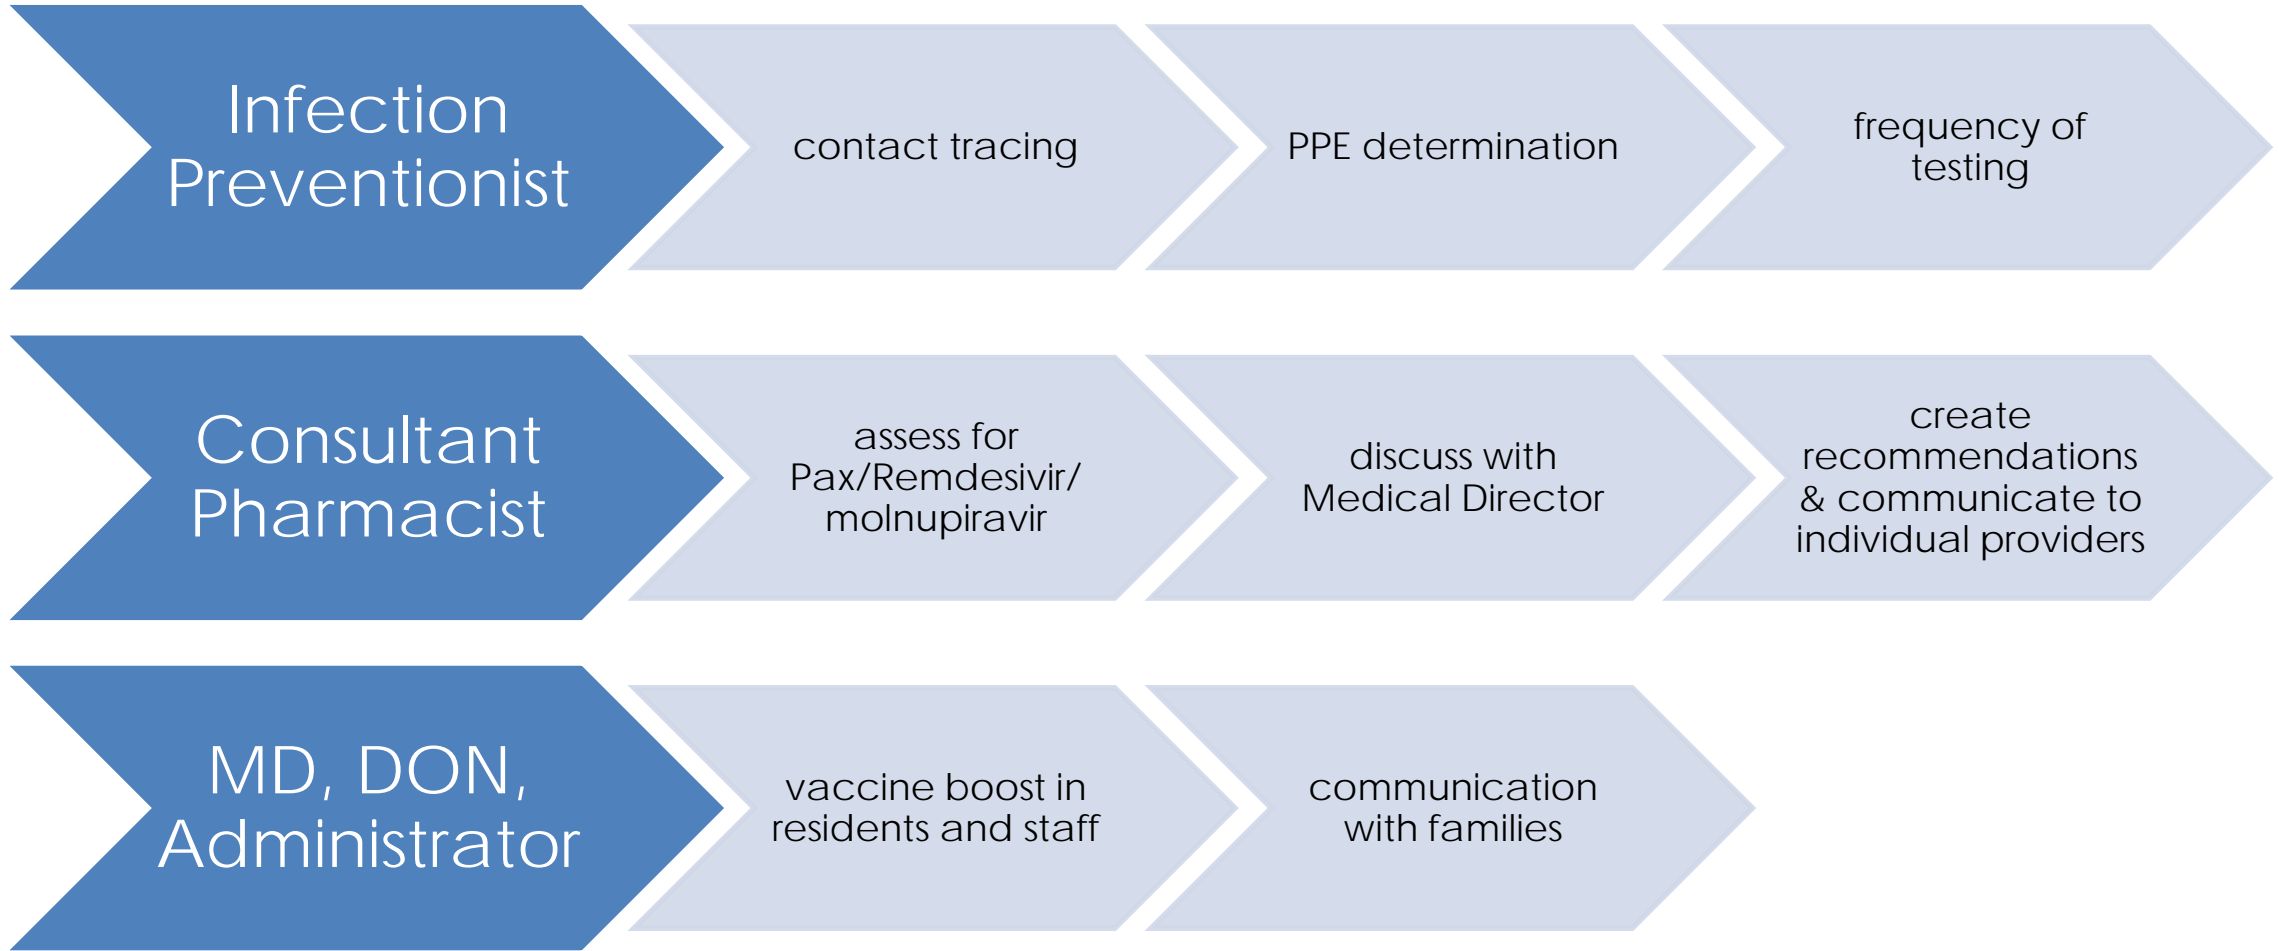 Infection
Preventionist
contact tracing
PPE determination
frequency of
testing
Consultant
Pharmacist
assess for
Pax/Remdesivir/
molnupiravir
discuss with
Medical Director
create
recommendations
& communicate to
individual providers
MD, DON,
Administrator
vaccine boost in
residents and staff
communication
with families